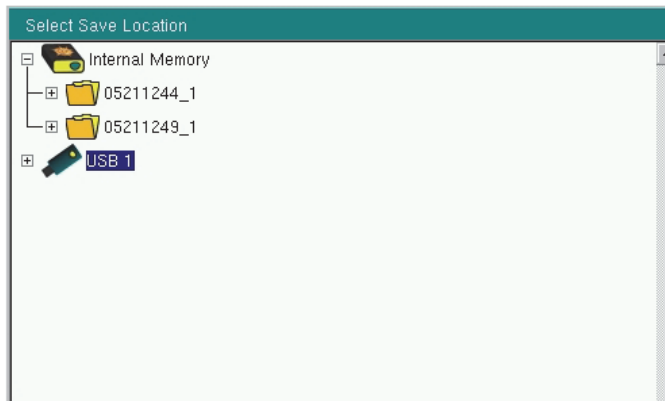 Select Save Location
Internal Memory
05211244_1
05211249_1
USB 1